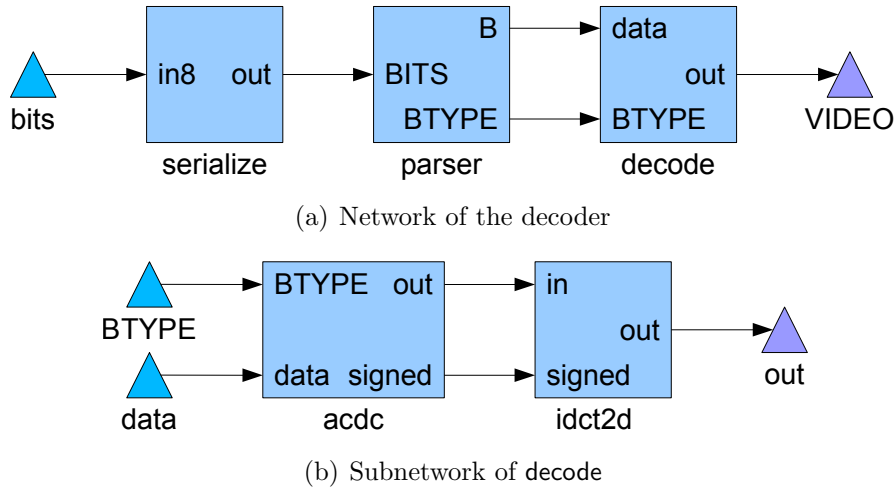 B data
in8 out BITS out
BTYPE BTYPE
bits VIDEO
serialize parser decode
(a) Network of the decoder
BTYPE out in
BTYPE
out
data signed signed
out
data acdc idct2d
(b) Subnetwork of decode